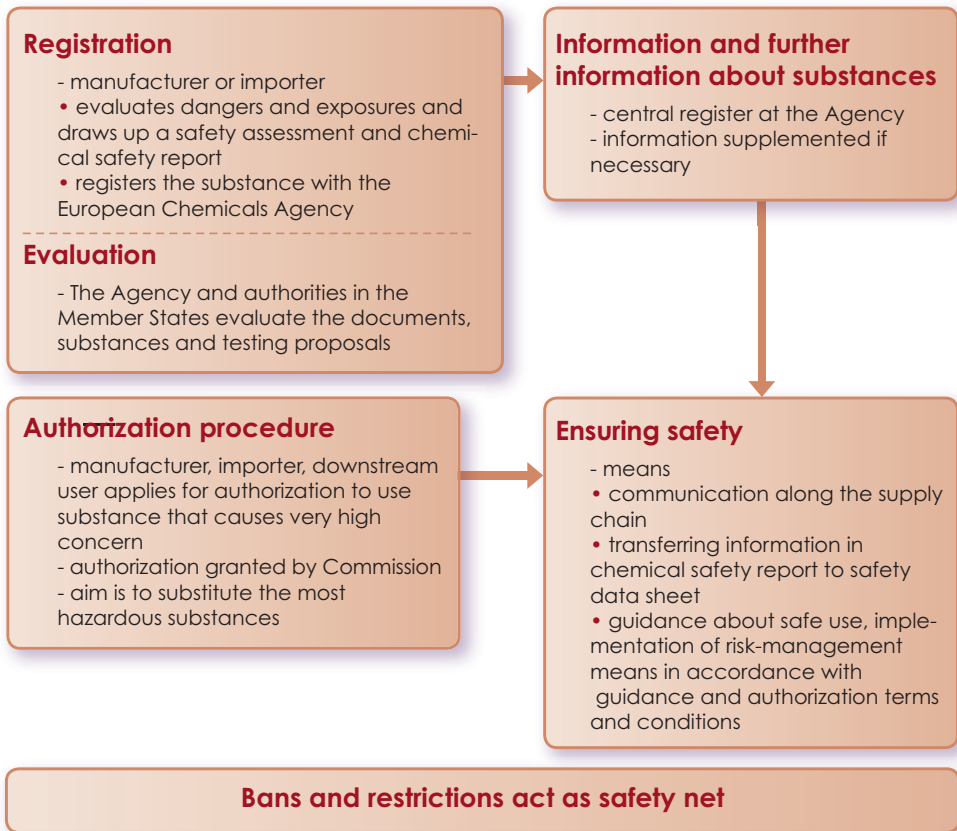 Registration
- manufacturer or importer
• evaluates dangers and exposures and
draws up a safety assessment and chemi-
cal safety report
• registers the substance with the
European Chemicals Agency
Evaluation
- The Agency and authorities in the
Member States evaluate the documents,
substances and testing proposals
Information and further
information about substances
- central register at the Agency
- information supplemented if
necessary
Authorization procedure
- manufacturer, importer, downstream
user applies for authorization to use
substance that causes very high
concern
- authorization granted by Commission
- aim is to substitute the most
hazardous substances
Ensuring safety
- means
• communication along the supply
chain
• transferring information in
chemical safety report to safety
data sheet
• guidance about safe use, imple-
mentation of risk-management
means in accordance with
guidance and authorization terms
and conditions
Bans and restrictions act as safety net